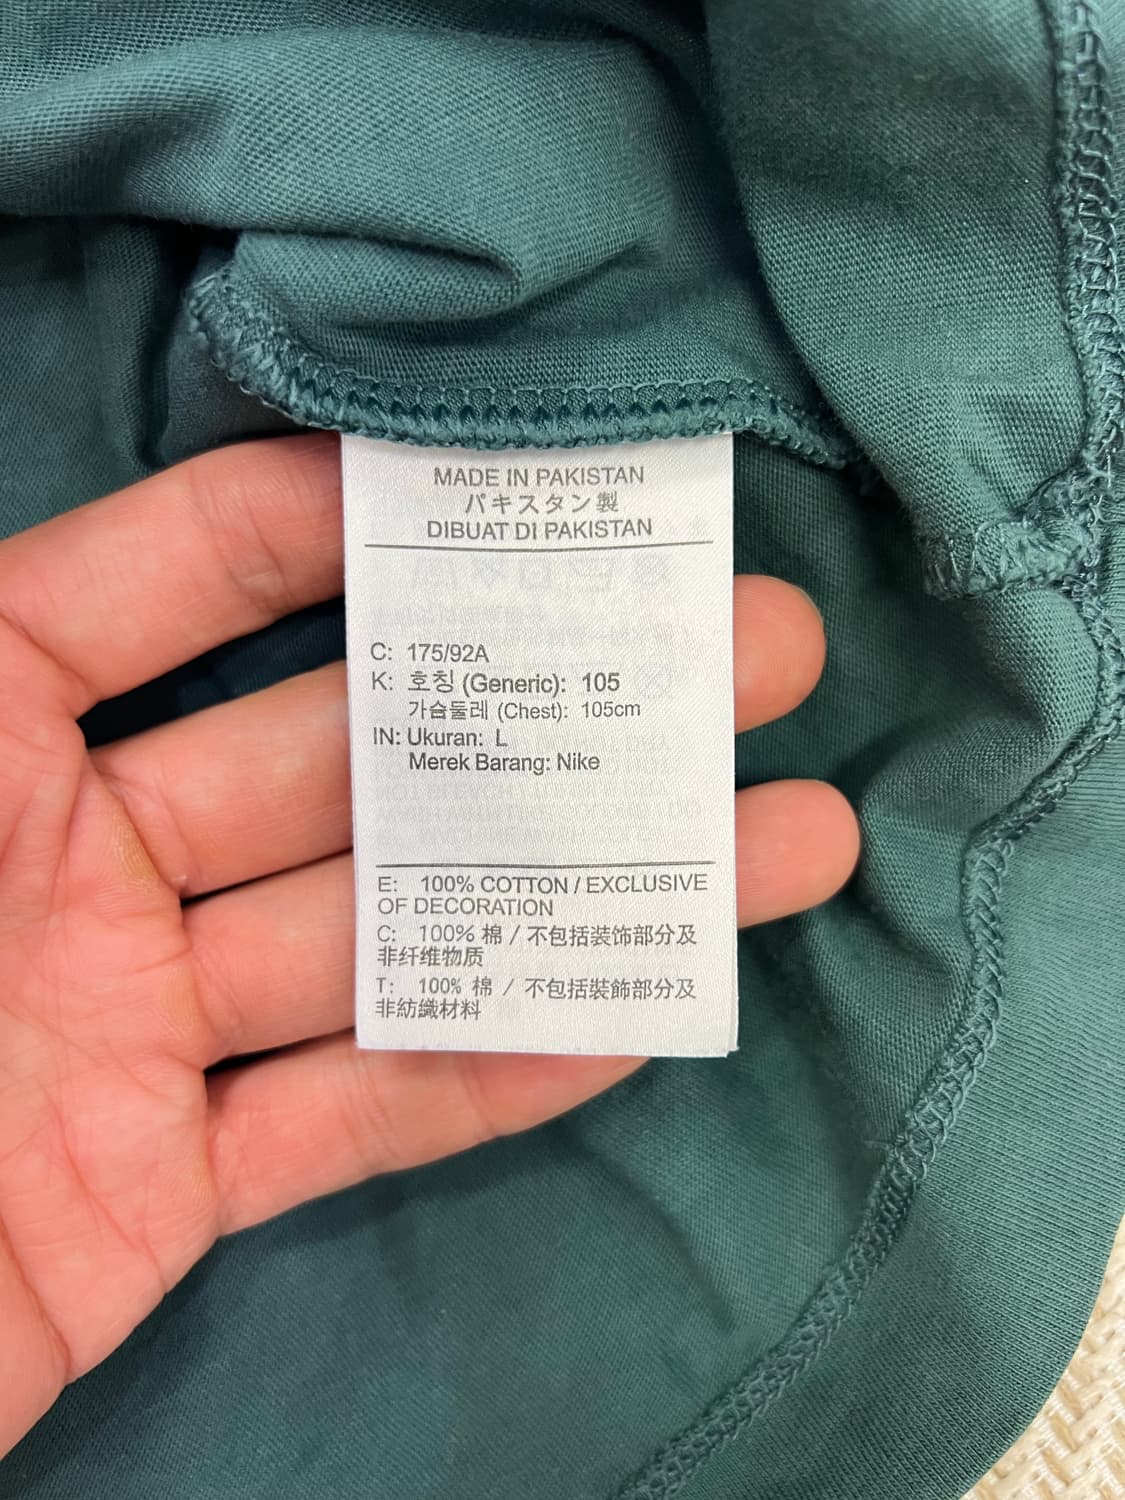 MADE IN PAKISTAN
パキスタン製
DIBUAT DI PAKISTAN
C: 175/92A
K: 호칭 (Generic): 105
가슴둘레 (Chest): 105cm
IN: Ukuran: L
Merek Barang: Nike
E: 100% COTTON / EXCLUSIVE
OF DECORATION
C: 100% 棉 / 不包括装饰部分及
非纤维物质
T: 100% 棉 / 不包括裝飾部分及
非紡織材料